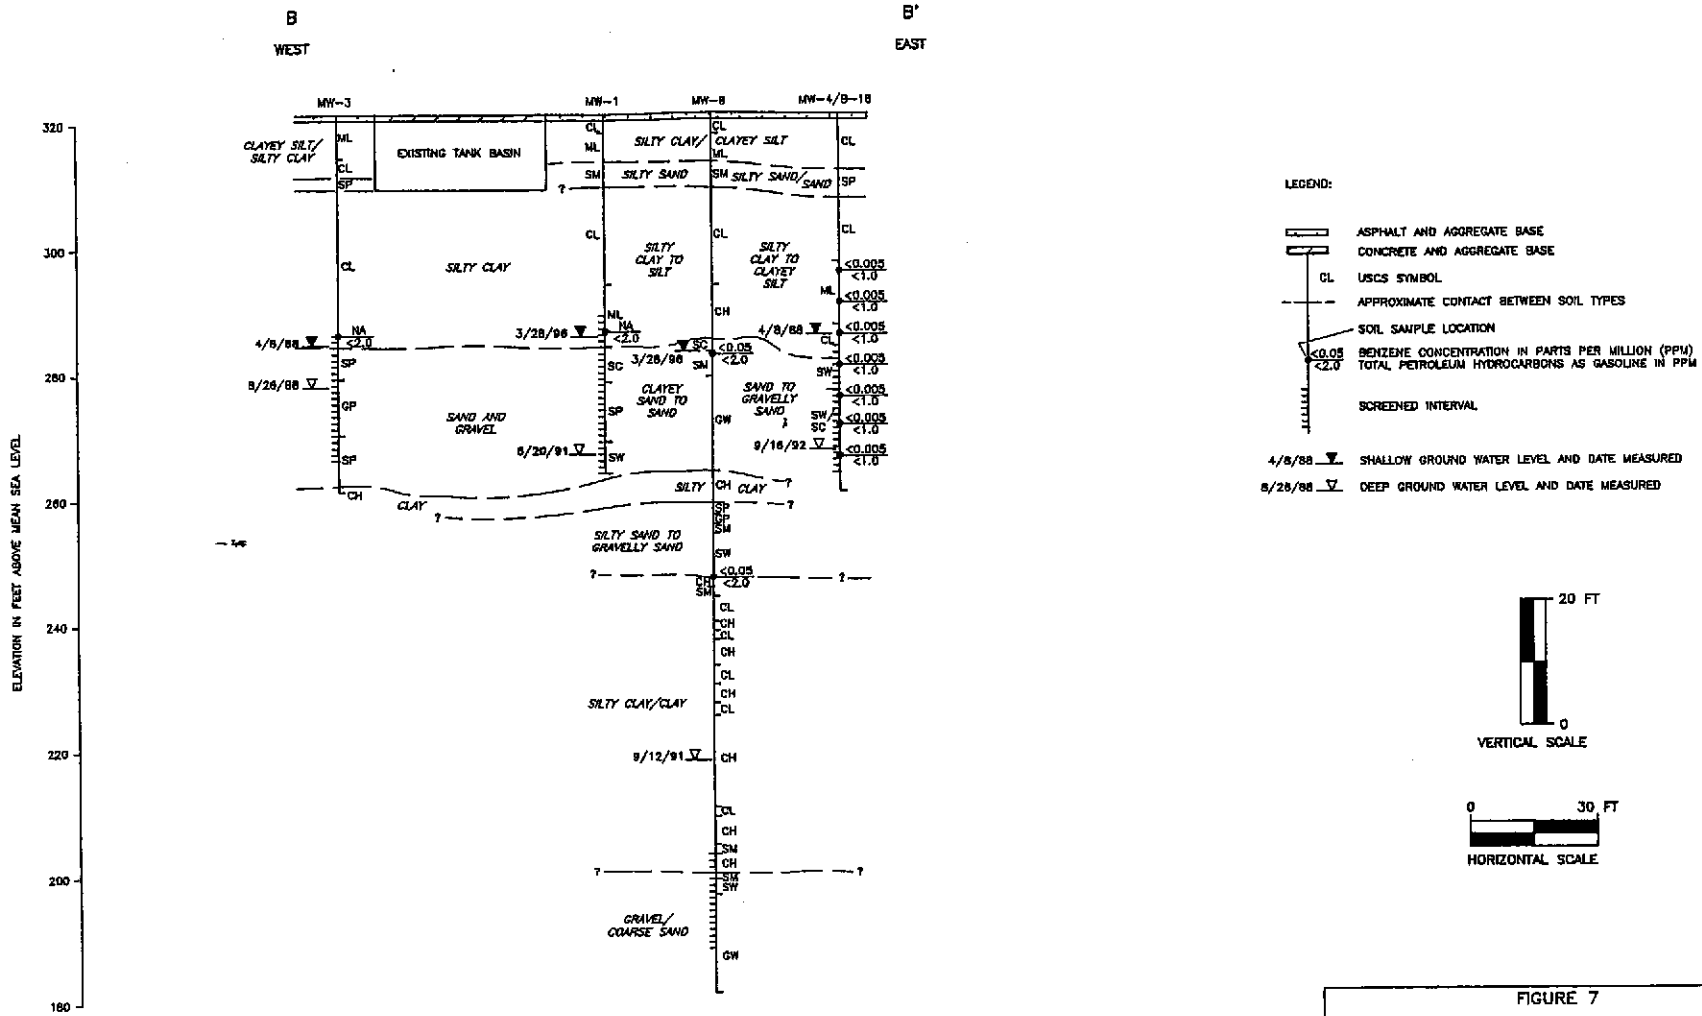 B
WEST
B'
EAST
MW-3
MW-1
MW-8
MW-4/B-18
ELEVATION IN FEET ABOVE MEAN SEA LEVEL
320
300
280
260
240
220
200
180
CLAYEY SILT/
SILTY CLAY
ML
CL
SP
EXISTING TANK BASIN
CL
ML
SM
SILTY CLAY/
CLAYEY SILT
CL
ML
SILTY SAND
SM
SILTY SAND/
SAND
CL
SP
?
CL
SILTY CLAY
CL
SILTY
CLAY TO
SILT
CL
SILTY
CLAY TO
CLAYEY
SILT
CL
<0.005
<1.0
ML
<0.005
<1.0
CH
ML
NA
<2.0
3/28/96
NA
<2.0
4/8/88
<0.005
<1.0
CL
4/8/88
SP
8/26/88
GP
SP
CH
SAND AND
GRAVEL
SC
SP
SW
8/20/91
3/26/96
SC
SM
<0.05
<2.0
CLAYEY
SAND TO
SAND
GW
SAND TO
GRAVELLY
SAND
<0.005
<1.0
SW
<0.005
<1.0
SW/
SC
<0.005
<1.0
9/16/92
<0.005
<1.0
CLAY
SILTY
CH
CLAY
?
?
?
SP
GP
SM
SILTY SAND TO
GRAVELLY SAND
SW
?
<0.05
<2.0
?
CH
SM
CL
CH
CL
CH
CL
CH
CL
SILTY CLAY/CLAY
9/12/91
CH
CL
CH
SM
CH
?
?
SM
SW
GRAVEL/
COARSE SAND
GW
LEGEND:
ASPHALT AND AGGREGATE BASE
CONCRETE AND AGGREGATE BASE
CL USCS SYMBOL
APPROXIMATE CONTACT BETWEEN SOIL TYPES
SOIL SAMPLE LOCATION
<0.05 BENZENE CONCENTRATION IN PARTS PER MILLION (PPM)
<2.0 TOTAL PETROLEUM HYDROCARBONS AS GASOLINE IN PPM
SCREENED INTERVAL
4/8/88 SHALLOW GROUND WATER LEVEL AND DATE MEASURED
8/26/88 DEEP GROUND WATER LEVEL AND DATE MEASURED
20 FT
0
VERTICAL SCALE
0 30 FT
HORIZONTAL SCALE
FIGURE 7